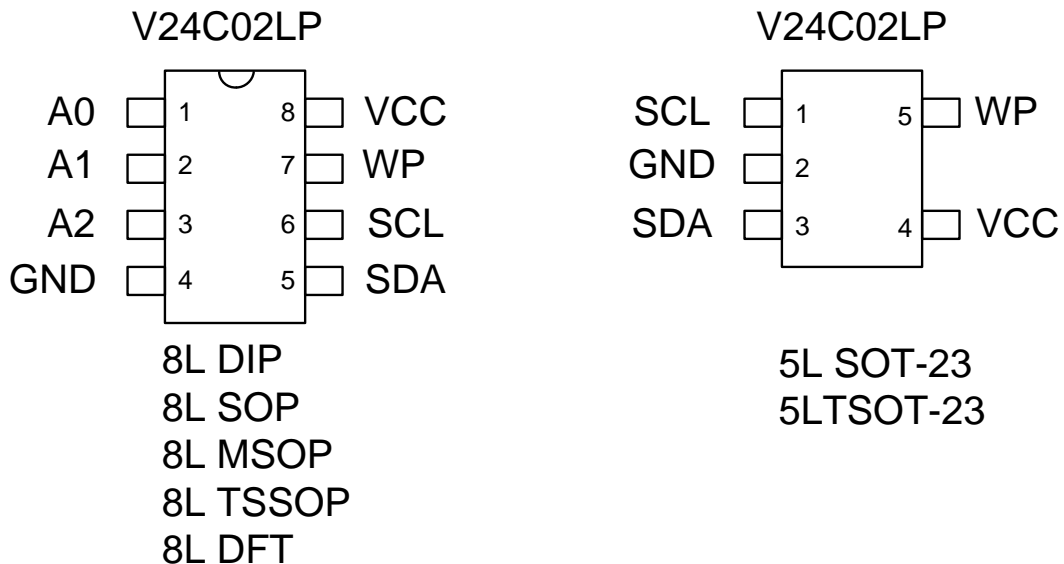 V24C02LP
A0 1 8 VCC
A1 2 7 WP
A2 3 6 SCL
GND 4 5 SDA
8L DIP
8L SOP
8L MSOP
8L TSSOP
8L DFT
V24C02LP
SCL 1 5 WP
GND 2
SDA 3 4 VCC
5L SOT-23
5LTSOT-23